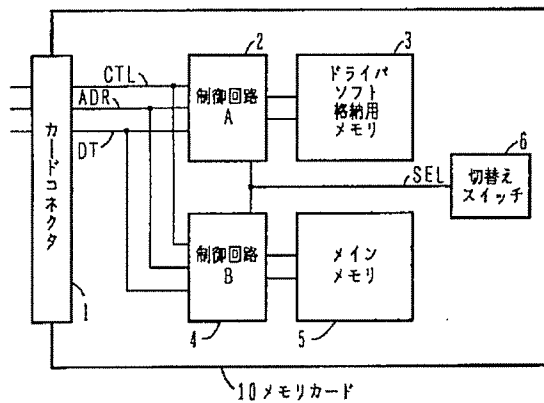 2
3
6
1
4
5
CTL
ADR
DT
SEL
カードコネクタ
制御回路
A
ドライバ
ソフト
格納用
メモリ
切替え
スイッチ
制御回路
B
メイン
メモリ
10メモリカード